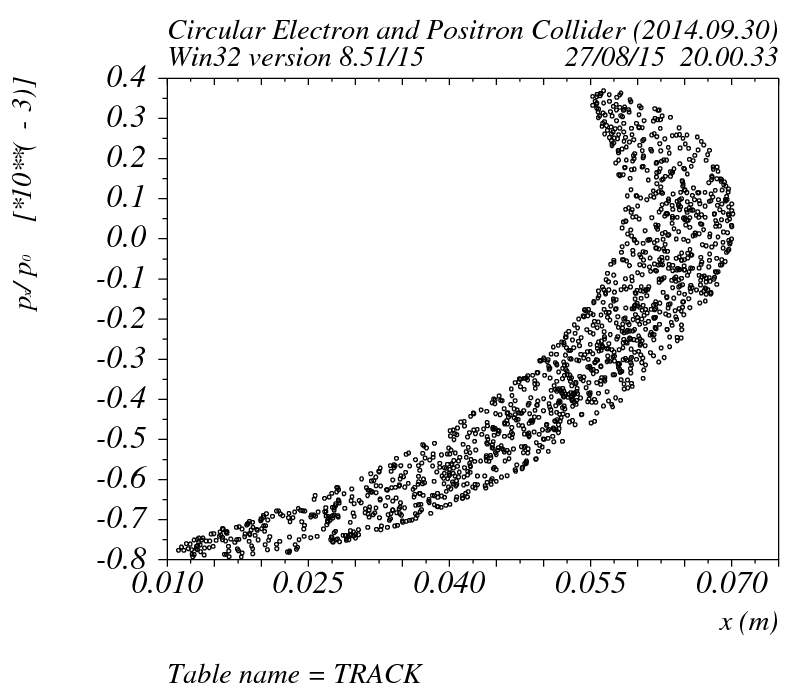 Circular Electron and Positron Collider (2014.09.30)
Win32 version 8.51/15 27/08/15 20.00.33
px/ p0 [*10**( - 3)]
0.4
0.3
0.2
0.1
0.0
-0.1
-0.2
-0.3
-0.4
-0.5
-0.6
-0.7
-0.8
0.010 0.025 0.040 0.055 0.070
x (m)
Table name = TRACK